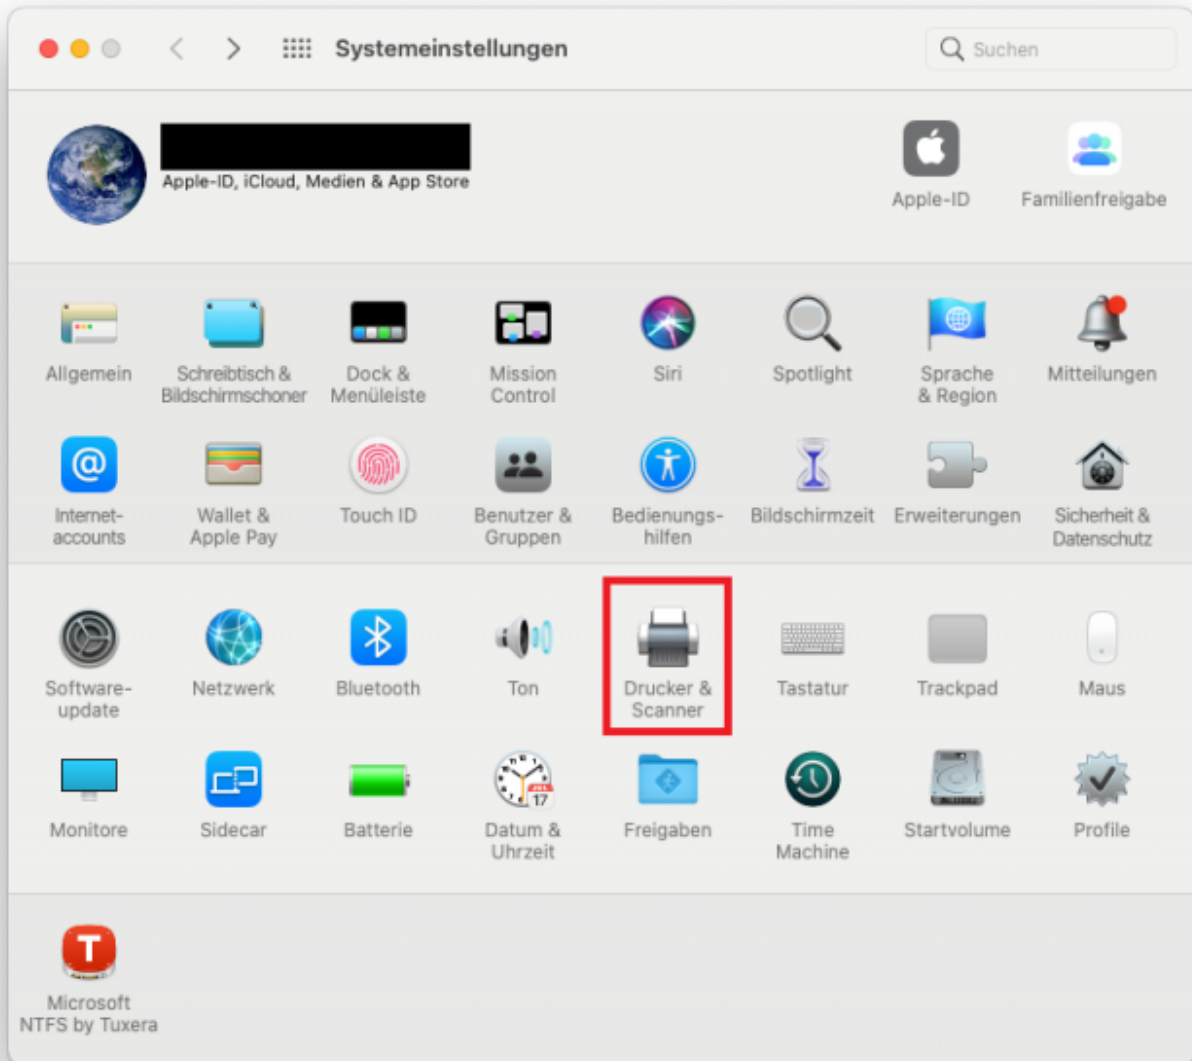 Systemeinstellungen
Suchen
Apple-ID, iCloud, Medien & App Store
Apple-ID
Familienfreigabe
Allgemein
Schreibtisch &
Bildschirmschoner
Dock &
Menüleiste
Mission
Control
Siri
Spotlight
Sprache
& Region
Mitteilungen
Internet-
accounts
Wallet &
Apple Pay
Touch ID
Benutzer &
Gruppen
Bedienungs-
hilfen
Bildschirmzeit
Erweiterungen
Sicherheit &
Datenschutz
Software-
update
Netzwerk
Bluetooth
Ton
Drucker &
Scanner
Tastatur
Trackpad
Maus
Monitore
Sidecar
Batterie
JUL
17
Datum &
Uhrzeit
Freigaben
Time
Machine
Startvolume
Profile
T
Microsoft
NTFS by Tuxera